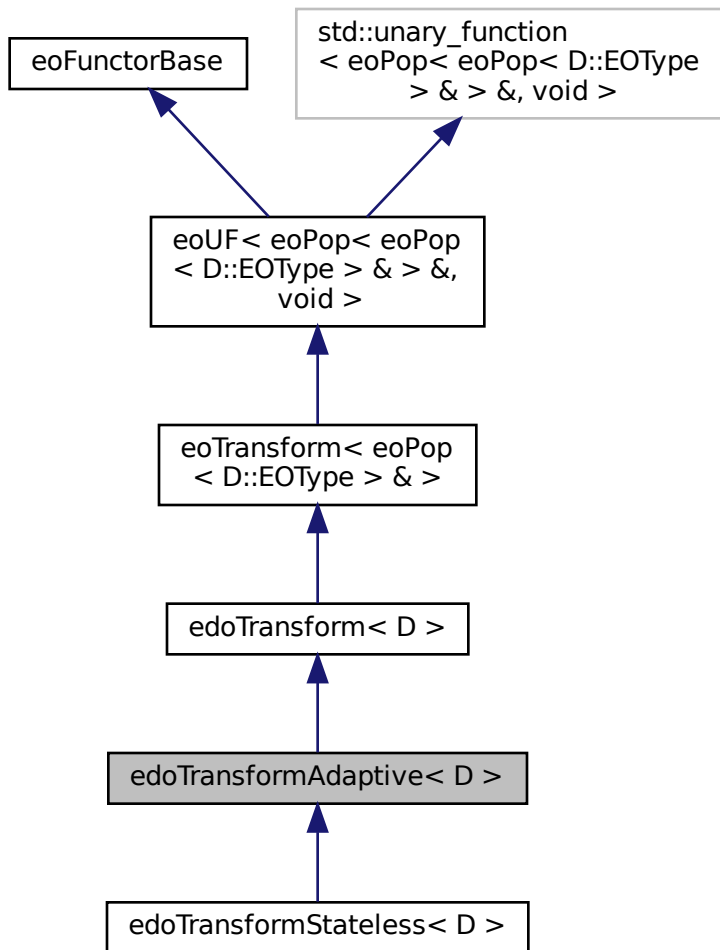 eoFunctorBase
std::unary_function
< eoPop< eoPop< D::EOType
> & > &, void >
eoUF< eoPop< eoPop
< D::EOType > & > &,
void >
eoTransform< eoPop
< D::EOType > & >
edoTransform< D >
edoTransformAdaptive< D >
edoTransformStateless< D >